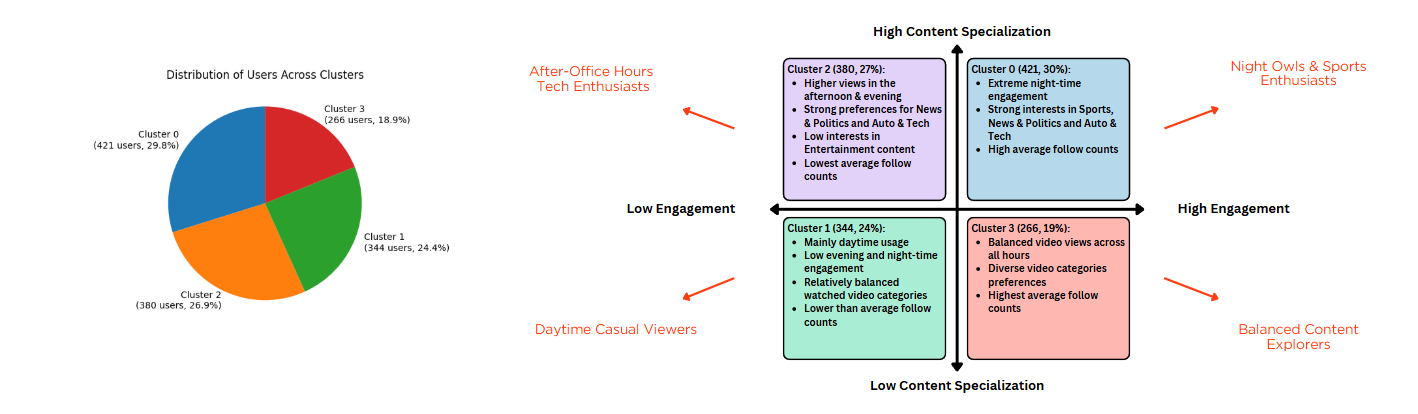 Distribution of Users Across Clusters
Cluster 3
(266 users, 18.9%)
Cluster 0
(421 users, 29.8%)
Cluster 1
(344 users, 24.4%)
Cluster 2
(380 users, 26.9%)
High Content Specialization
After-Office Hours
Tech Enthusiasts
Cluster 2 (380, 27%):
• Higher views in the
afternoon & evening
• Strong preferences for News
& Politics and Auto & Tech
• Low interests in
Entertainment content
• Lowest average follow
counts
Cluster 0 (421, 30%):
• Extreme night-time
engagement
• Strong interests in Sports,
News & Politics and Auto &
Tech
• High average follow counts
Night Owls & Sports
Enthusiasts
Low Engagement
High Engagement
Cluster 1 (344, 24%):
• Mainly daytime usage
• Low evening and night-time
engagement
• Relatively balanced
watched video categories
• Lower than average follow
counts
Cluster 3 (266, 19%):
• Balanced video views across
all hours
• Diverse video categories
preferences
• Highest average follow
counts
Daytime Casual Viewers
Balanced Content
Explorers
Low Content Specialization